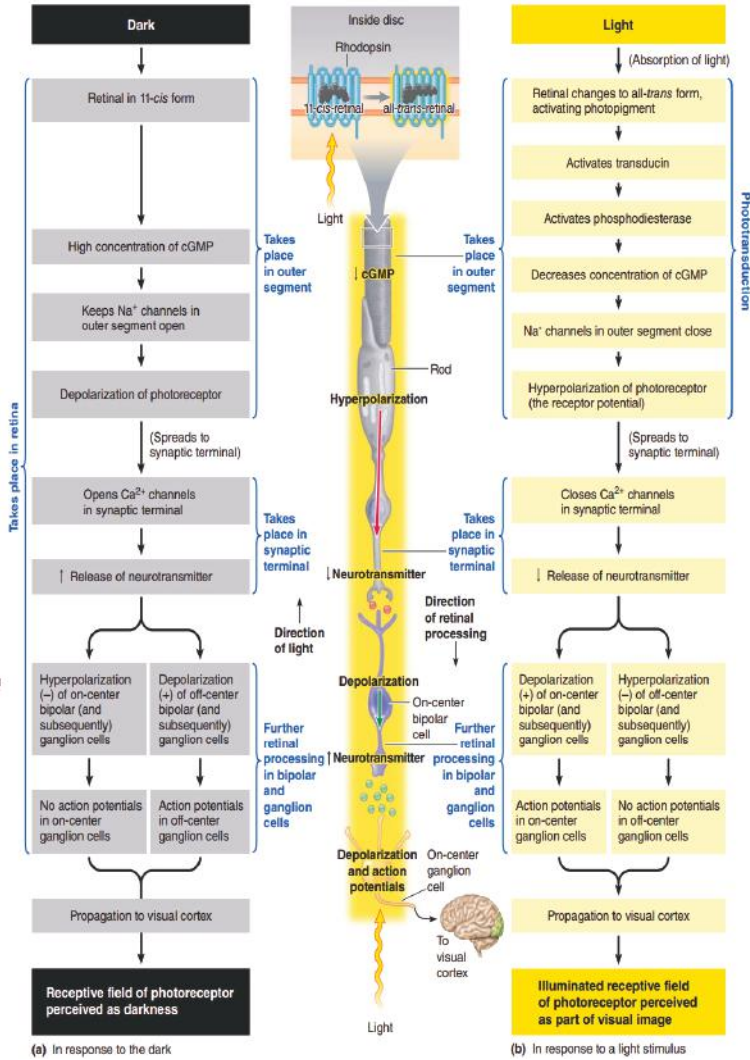 Dark
Retinal in 11-cis form
High concentration of cGMP
Keeps Na⁺ channels in
outer segment open
Depolarization of photoreceptor
(Spreads to
synaptic terminal)
Opens Ca²⁺ channels
in synaptic terminal
↑ Release of neurotransmitter
Hyperpolarization
(–) of on-center
bipolar (and
subsequently)
ganglion cells
Depolarization
(+) of off-center
bipolar (and
subsequently)
ganglion cells
No action potentials
in on-center
ganglion cells
Action potentials
in off-center
ganglion cells
Propagation to visual cortex
Receptive field of photoreceptor
perceived as darkness
(a) In response to the dark
Takes place in retina
Takes
place
in outer
segment
Takes
place in
synaptic
terminal
Further
retinal
processing
in bipolar
and
ganglion
cells
Inside disc
Rhodopsin
11-cis-retinal
all-trans-retinal
Light
↓ cGMP
Rod
Hyperpolarization
↓ Neurotransmitter
Direction
of light
Direction
of retinal
processing
Depolarization
On-center
bipolar
cell
↑ Neurotransmitter
Depolarization
and action
potentials
On-center
ganglion
cell
To
visual
cortex
Light
Takes
place
in outer
segment
Takes
place in
synaptic
terminal
Further
retinal
processing
in bipolar
and
ganglion
cells
Light
(Absorption of light)
Retinal changes to all-trans form,
activating photopigment
Activates transducin
Activates phosphodiesterase
Decreases concentration of cGMP
Na⁺ channels in outer segment close
Hyperpolarization of photoreceptor
(the receptor potential)
Phototransduction
(Spreads to
synaptic terminal)
Closes Ca²⁺ channels
in synaptic terminal
↓ Release of neurotransmitter
Depolarization
(+) of on-center
bipolar (and
subsequently)
ganglion cells
Hyperpolarization
(–) of off-center
bipolar (and
subsequently)
ganglion cells
Action potentials
in on-center
ganglion cells
No action potentials
in off-center
ganglion cells
Propagation to visual cortex
Illuminated receptive field
of photoreceptor perceived
as part of visual image
(b) In response to a light stimulus